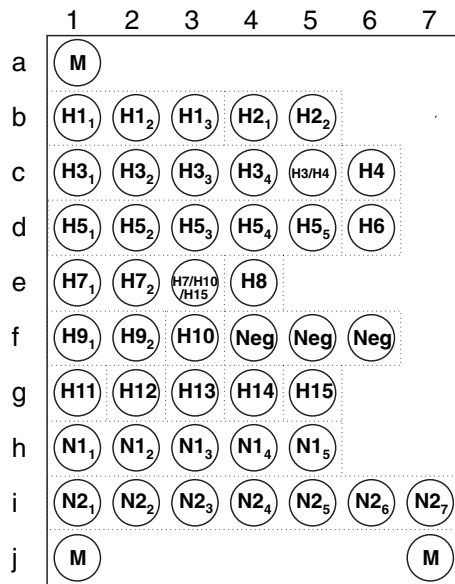 1 2 3 4 5 6 7
a M
b H1₁ H1₂ H1₃ H2₁ H2₂
c H3₁ H3₂ H3₃ H3₄ H3/H4 H4
d H5₁ H5₂ H5₃ H5₄ H5₅ H6
e H7₁ H7₂ H7/H10/H15 H8
f H9₁ H9₂ H10 Neg Neg Neg
g H11 H12 H13 H14 H15
h N1₁ N1₂ N1₃ N1₄ N1₅
i N2₁ N2₂ N2₃ N2₄ N2₅ N2₆ N2₇
j M M